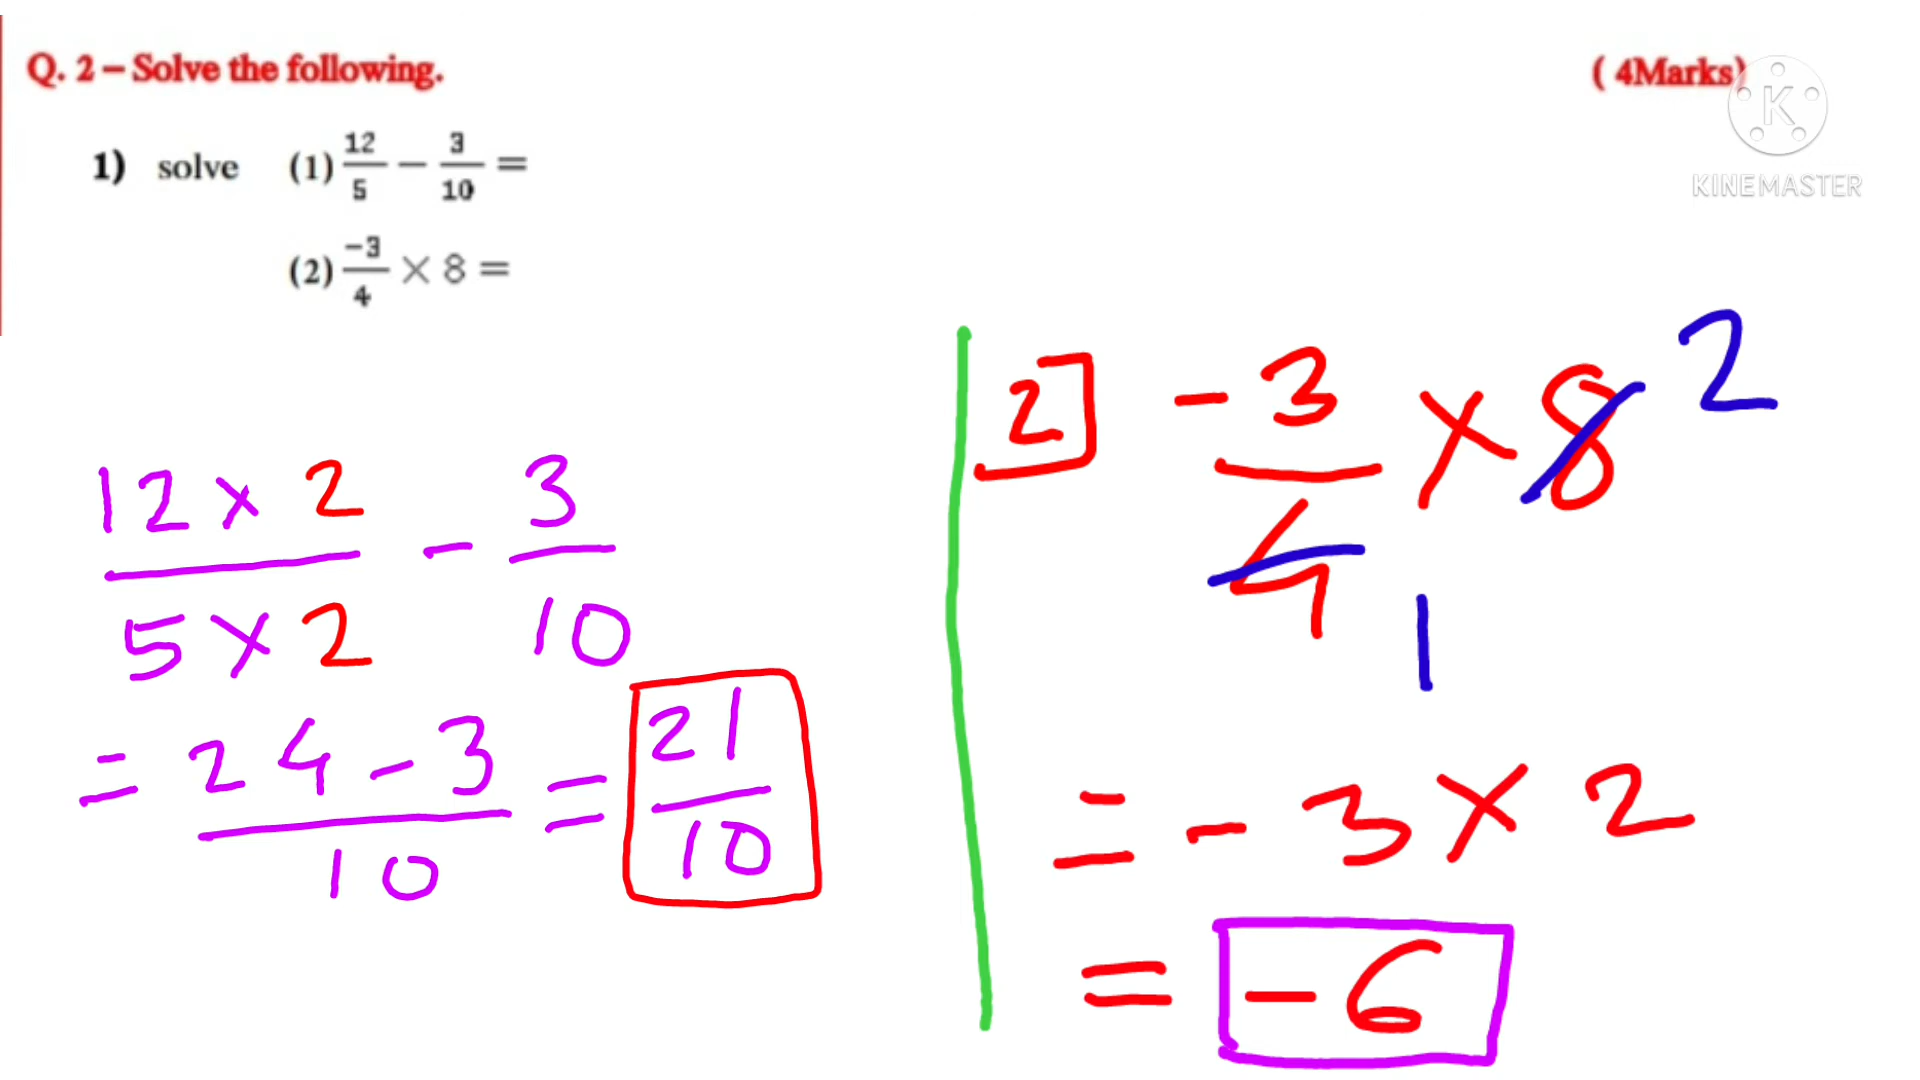 Q. 2 – Solve the following. ( 4Marks)
K
KINEMASTER
1) solve (1) 12/5 − 3/10 =
(2) -3/4 × 8 =
12 × 2 / 5 × 2 - 3/10
= 24 - 3 / 10 = 21/10
2] -3/4 × 8 2
1
= - 3 × 2
= - 6